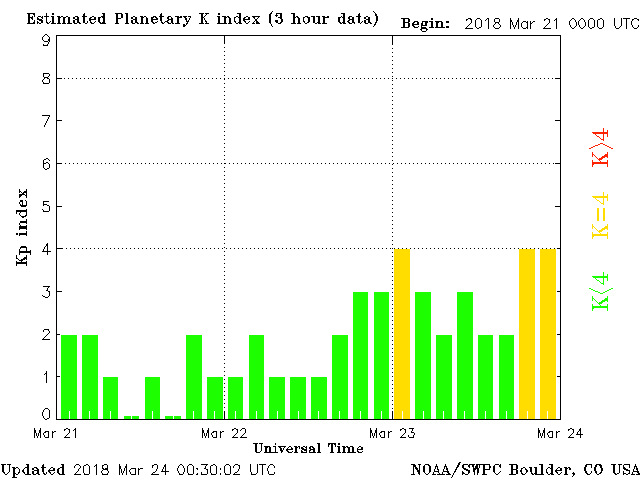 Estimated Planetary K index (3 hour data)
Begin: 2018 Mar 21 0000 UTC
9
8
7
6
5
4
3
2
1
0
Kp index
K>4
K=4
K<4
Mar 21
Mar 22
Mar 23
Mar 24
Universal Time
Updated 2018 Mar 24 00:30:02 UTC
NOAA/SWPC Boulder, CO USA